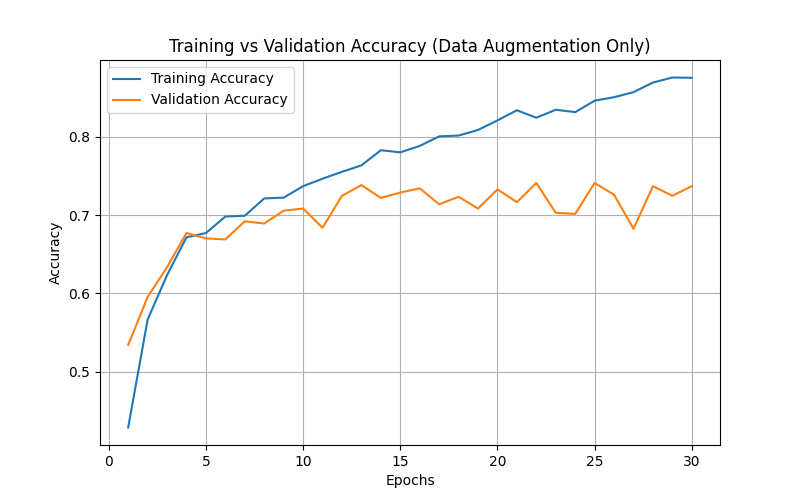 Training vs Validation Accuracy (Data Augmentation Only)
Training Accuracy
Validation Accuracy
0.8
0.7
0.6
0.5
Accuracy
0 5 10 15 20 25 30
Epochs